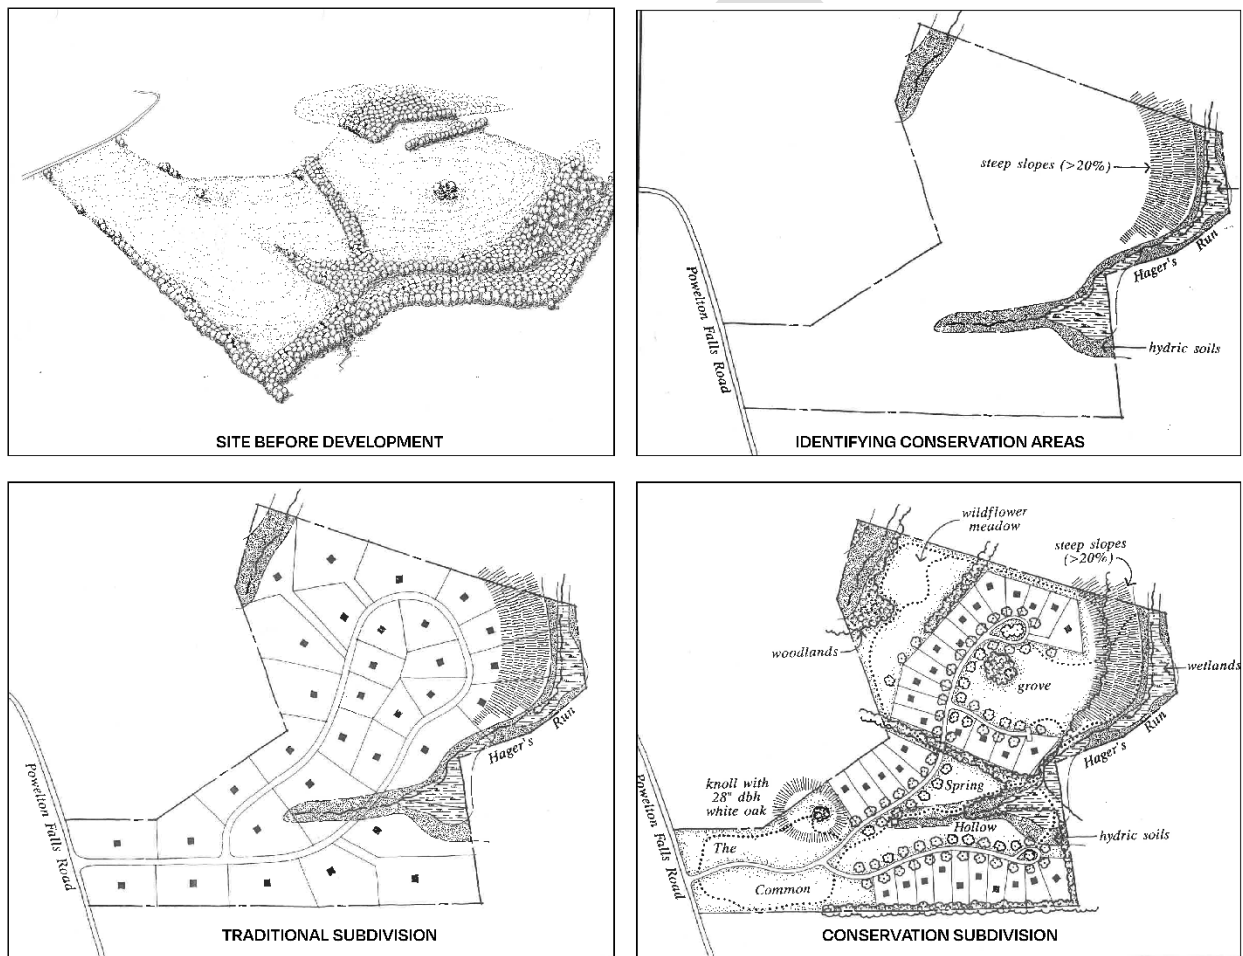 SITE BEFORE DEVELOPMENT
steep slopes (>20%)
Hager's Run
Powelton Falls Road
hydric soils
IDENTIFYING CONSERVATION AREAS
Hager's Run
Powelton Falls Road
TRADITIONAL SUBDIVISION
wildflower
meadow
steep slopes
(>20%)
woodlands
wetlands
grove
Hager's Run
knoll with
28" dbh
white oak
Spring
Hollow
hydric soils
The
Common
Powelton Falls Road
CONSERVATION SUBDIVISION